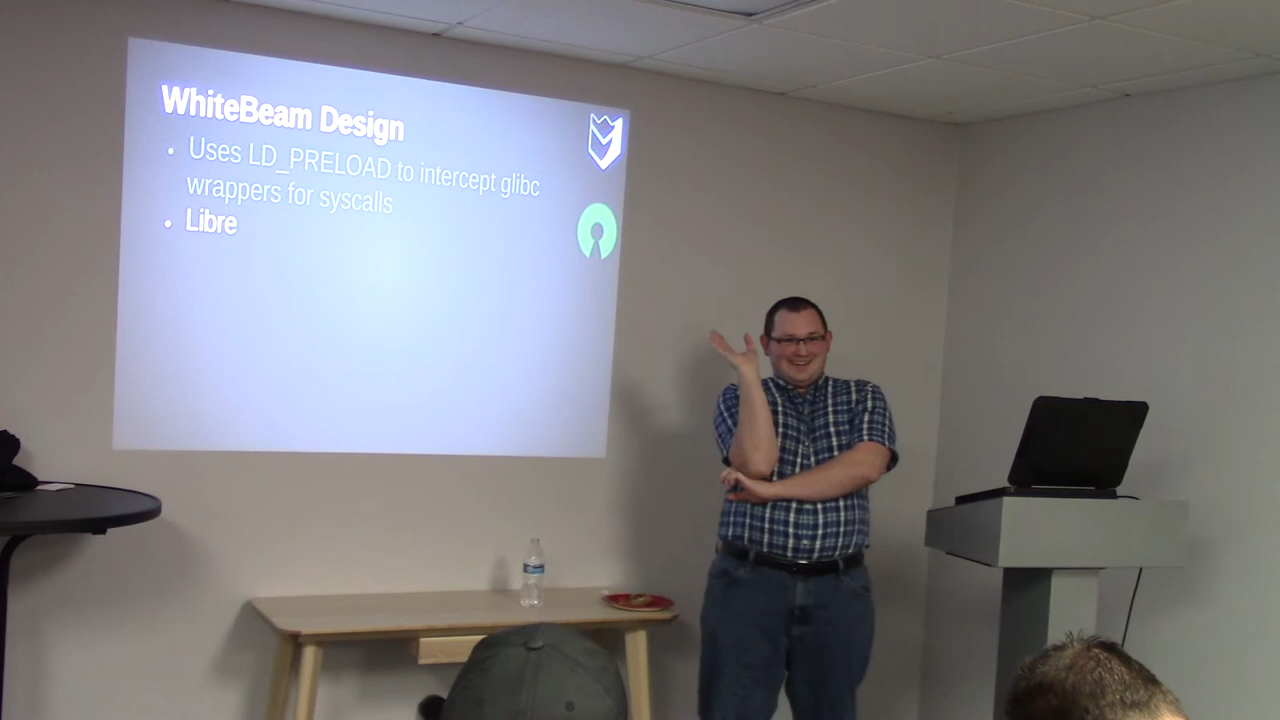 WhiteBeam Design
• Uses LD_PRELOAD to intercept glibc
wrappers for syscalls
• Libre